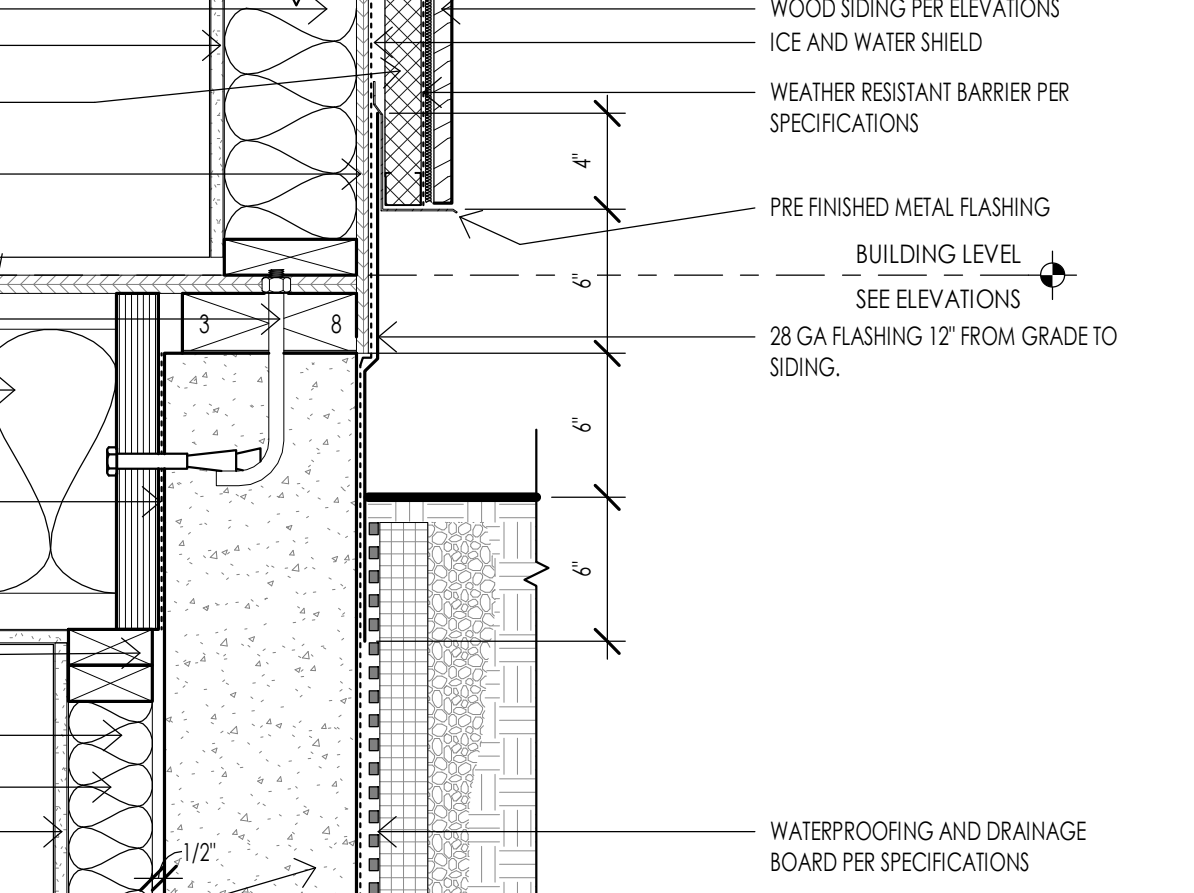 WOOD SIDING PER ELEVATIONS
ICE AND WATER SHIELD
WEATHER RESISTANT BARRIER PER
SPECIFICATIONS
4"
PRE FINISHED METAL FLASHING
BUILDING LEVEL
6"
SEE ELEVATIONS
3 8
28 GA FLASHING 12" FROM GRADE TO
SIDING.
6"
6"
WATERPROOFING AND DRAINAGE
BOARD PER SPECIFICATIONS
1/2"